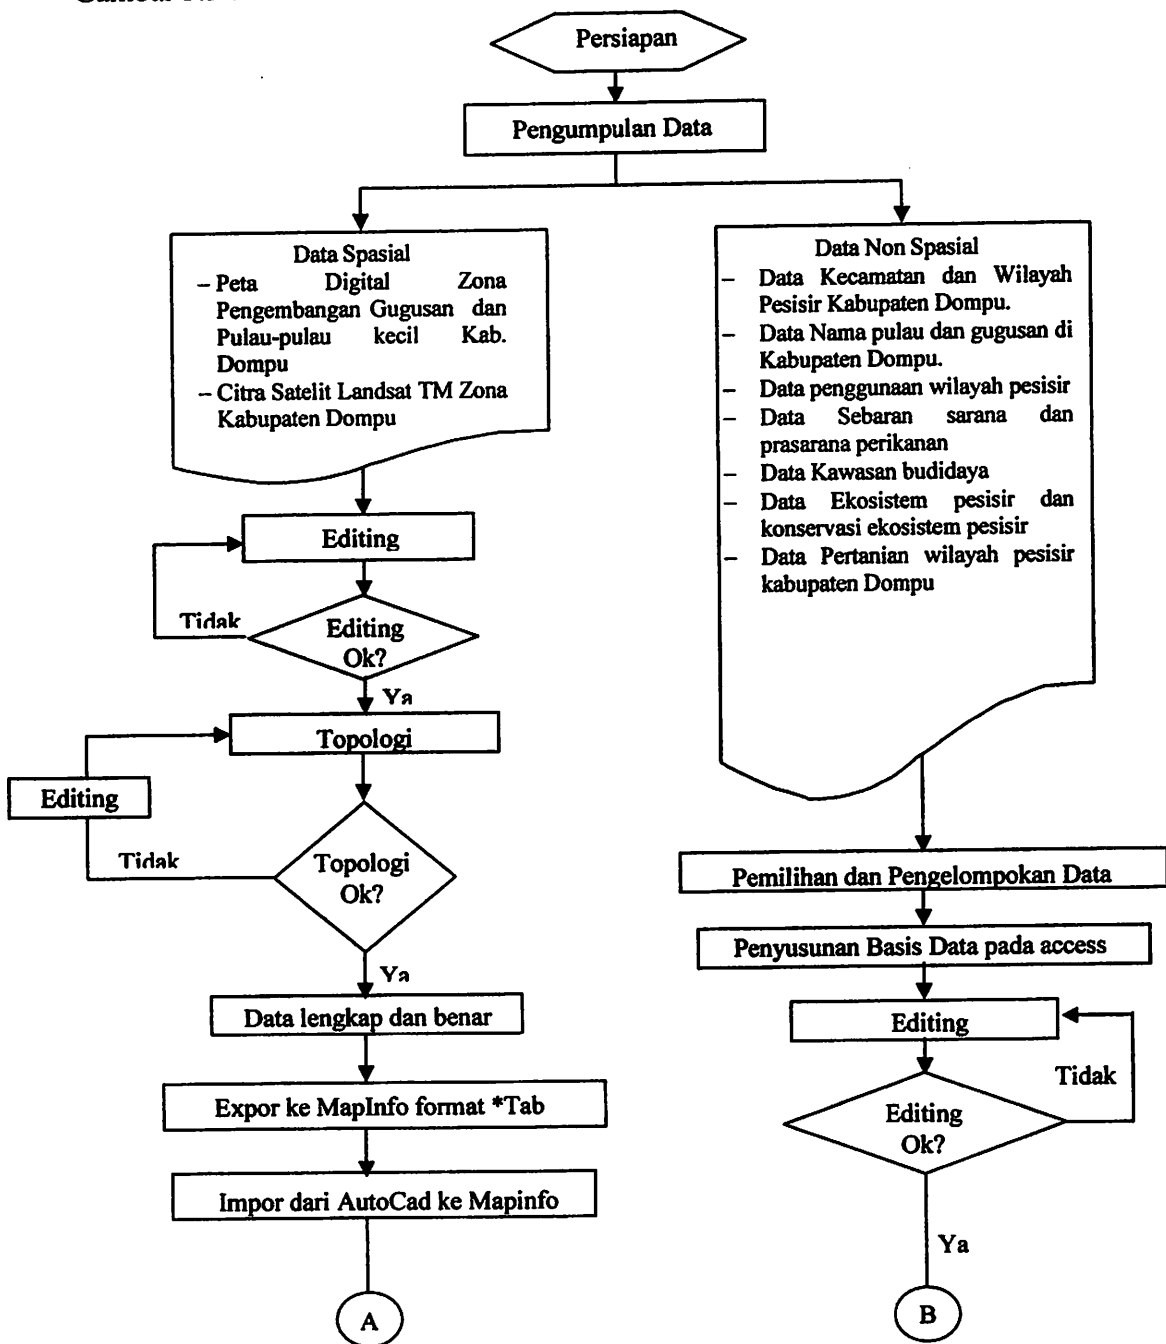 Persiapan
Pengumpulan Data
Data Spasial
– Peta Digital Zona
Pengembangan Gugusan dan
Pulau-pulau kecil Kab.
Dompu
– Citra Satelit Landsat TM Zona
Kabupaten Dompu
Editing
Tidak
Editing
Ok?
Ya
Topologi
Editing
Tidak
Topologi
Ok?
Ya
Data lengkap dan benar
Expor ke MapInfo format *Tab
Impor dari AutoCad ke Mapinfo
A
Data Non Spasial
– Data Kecamatan dan Wilayah
Pesisir Kabupaten Dompu.
– Data Nama pulau dan gugusan di
Kabupaten Dompu.
– Data penggunaan wilayah pesisir
– Data Sebaran sarana dan
prasarana perikanan
– Data Kawasan budidaya
– Data Ekosistem pesisir dan
konservasi ekosistem pesisir
– Data Pertanian wilayah pesisir
kabupaten Dompu
Pemilihan dan Pengelompokan Data
Penyusunan Basis Data pada access
Editing
Tidak
Editing
Ok?
Ya
B